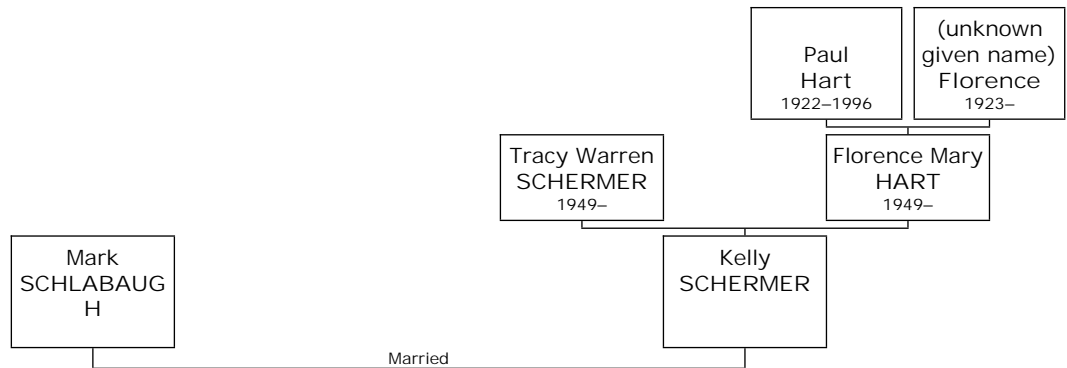 Paul
Hart
1922–1996
(unknown
given name)
Florence
1923–
Tracy Warren
SCHERMER
1949–
Florence Mary
HART
1949–
Mark
SCHLABAUG
H
Kelly
SCHERMER
Married